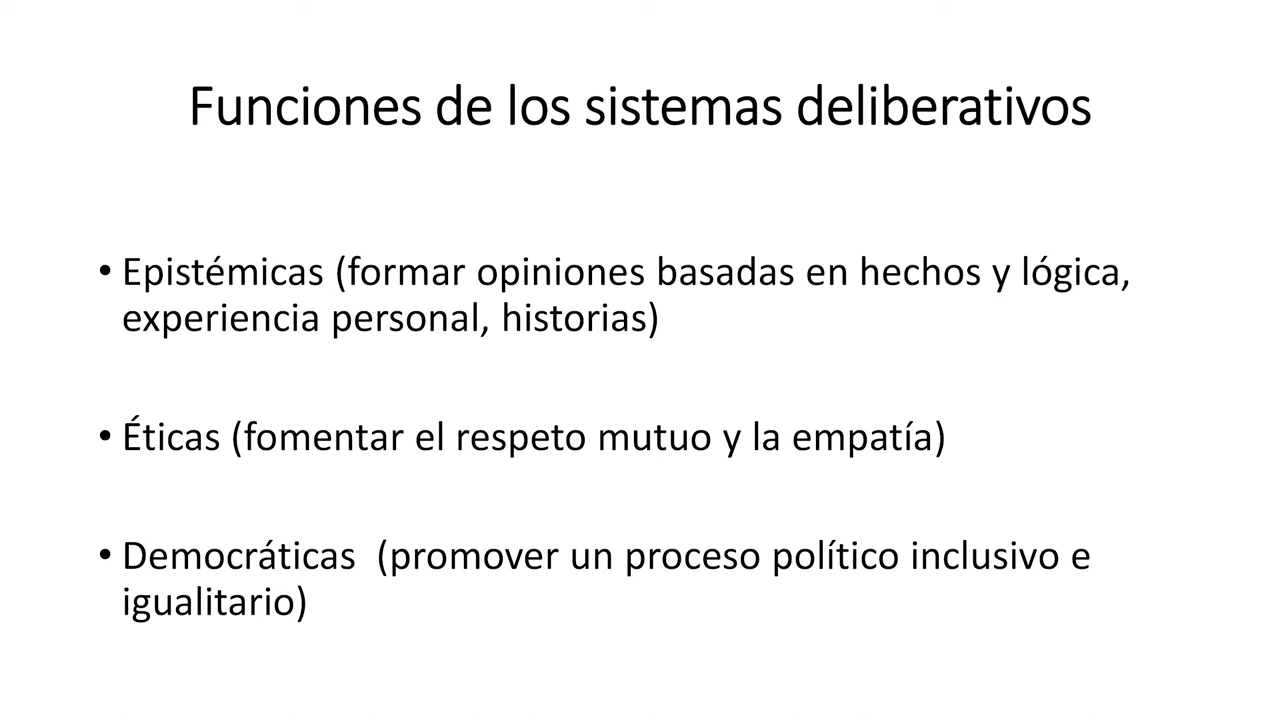 Funciones de los sistemas deliberativos
• Epistémicas (formar opiniones basadas en hechos y lógica,
experiencia personal, historias)
• Éticas (fomentar el respeto mutuo y la empatía)
• Democráticas  (promover un proceso político inclusivo e
igualitario)